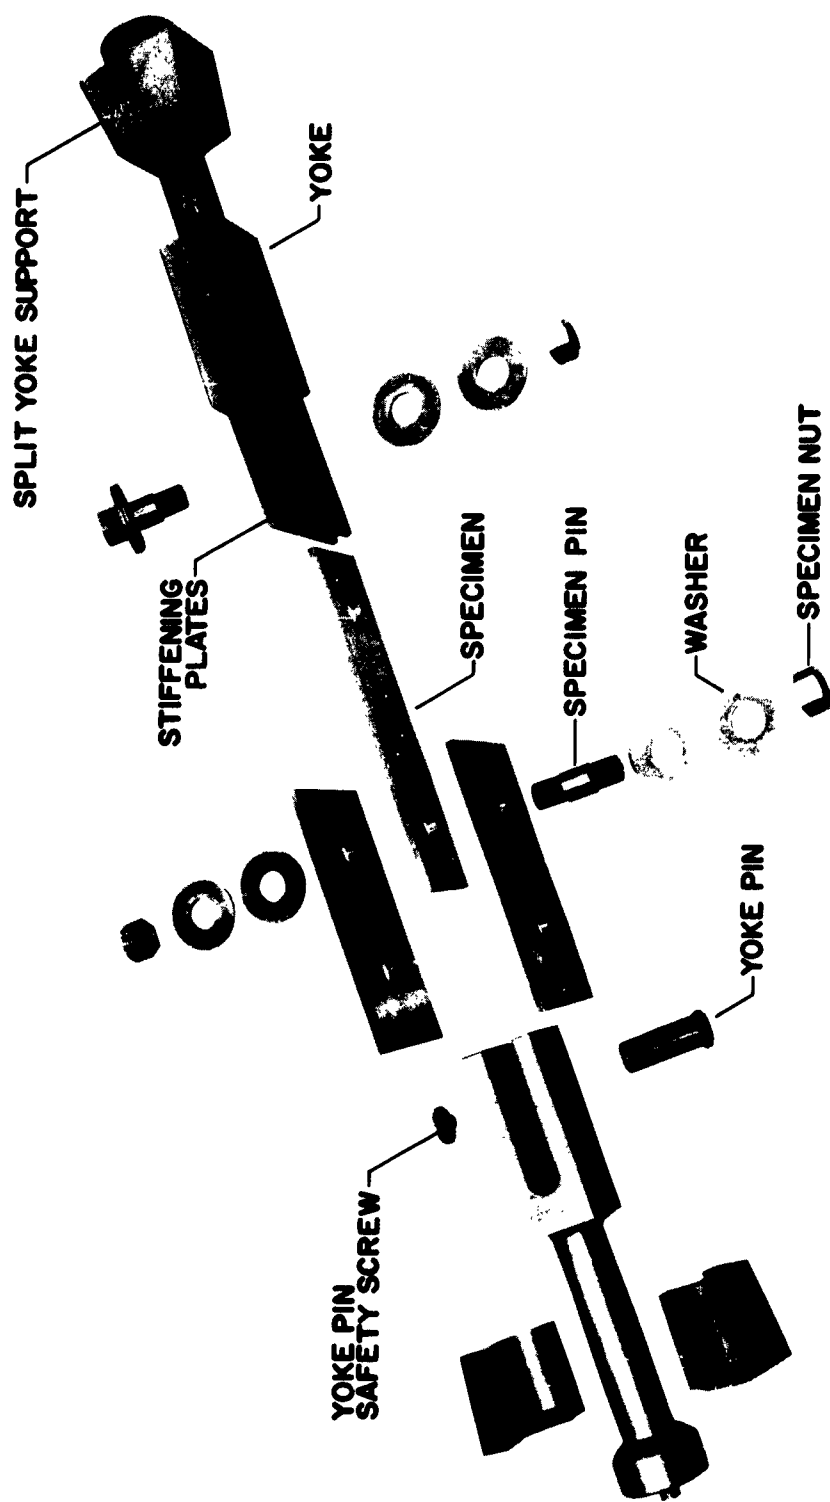 SPLIT YOKE SUPPORT
YOKE
STIFFENING
PLATES
SPECIMEN
SPECIMEN PIN
WASHER
SPECIMEN NUT
YOKE PIN
YOKE PIN
SAFETY SCREW